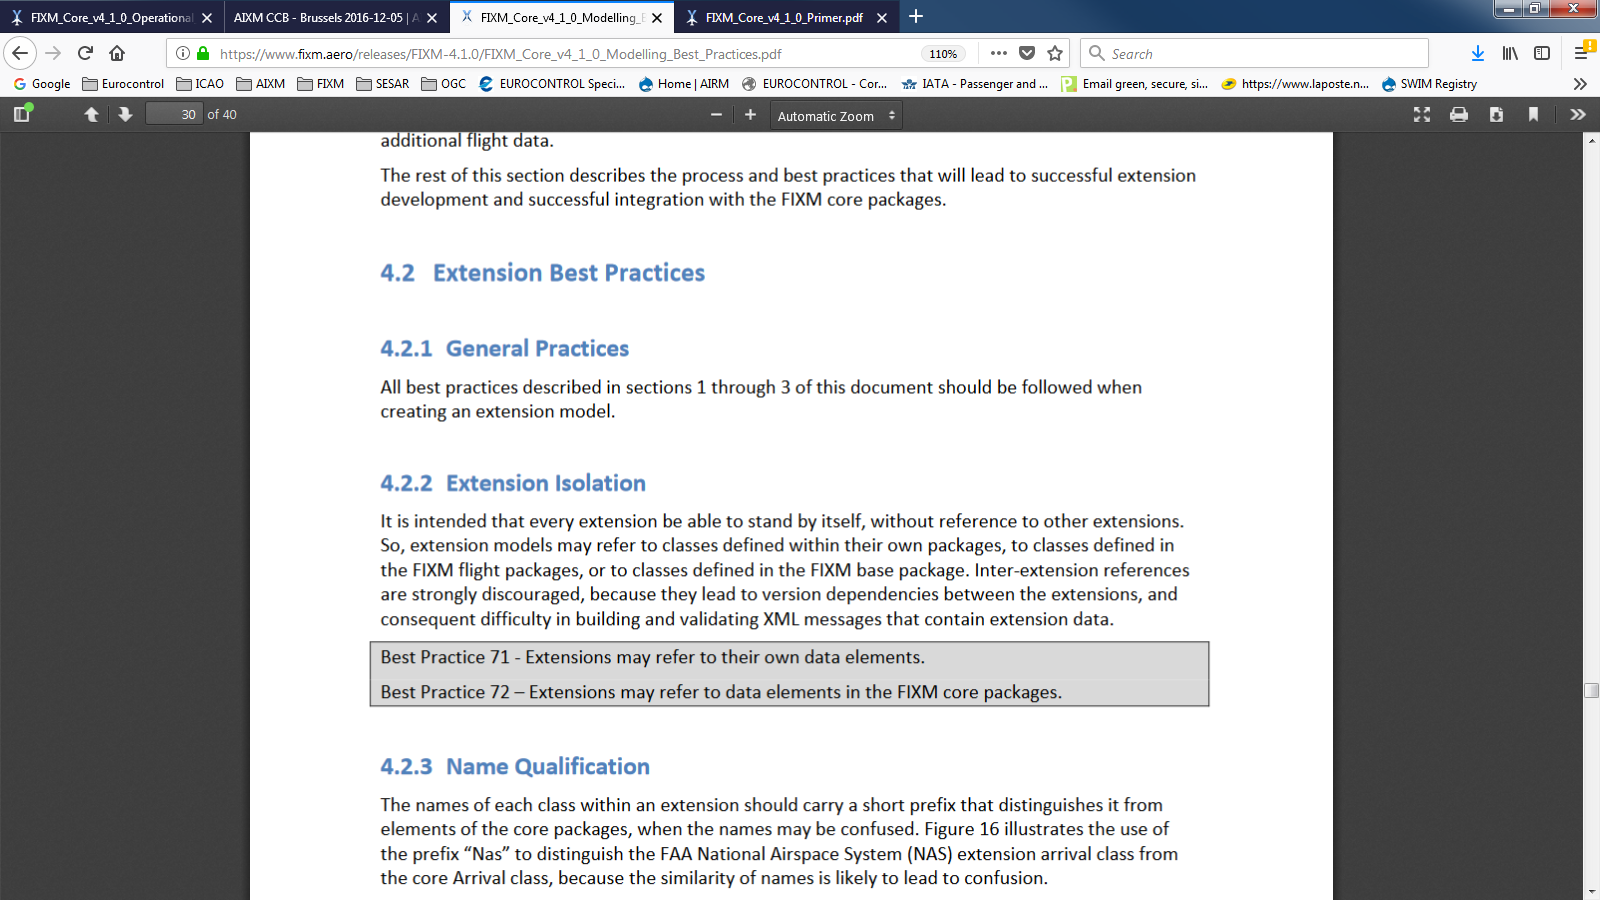 FIXM_Core_v4_1_0_Operational
AIXM CCB - Brussels 2016-12-05 | A
FIXM_Core_v4_1_0_Modelling_B
FIXM_Core_v4_1_0_Primer.pdf
https://www.fixm.aero/releases/FIXM-4.1.0/FIXM_Core_v4_1_0_Modelling_Best_Practices.pdf
110%
Search
Google
Eurocontrol
ICAO
AIXM
FIXM
SESAR
OGC
EUROCONTROL Speci...
Home | AIRM
EUROCONTROL - Cor...
IATA - Passenger and ...
Email green, secure, si...
https://www.laposte.n...
SWIM Registry
30 of 40
Automatic Zoom
additional flight data.
The rest of this section describes the process and best practices that will lead to successful extension
development and successful integration with the FIXM core packages.
4.2 Extension Best Practices
4.2.1 General Practices
All best practices described in sections 1 through 3 of this document should be followed when
creating an extension model.
4.2.2 Extension Isolation
It is intended that every extension be able to stand by itself, without reference to other extensions.
So, extension models may refer to classes defined within their own packages, to classes defined in
the FIXM flight packages, or to classes defined in the FIXM base package. Inter-extension references
are strongly discouraged, because they lead to version dependencies between the extensions, and
consequent difficulty in building and validating XML messages that contain extension data.
Best Practice 71 - Extensions may refer to their own data elements.
Best Practice 72 – Extensions may refer to data elements in the FIXM core packages.
4.2.3 Name Qualification
The names of each class within an extension should carry a short prefix that distinguishes it from
elements of the core packages, when the names may be confused. Figure 16 illustrates the use of
the prefix “Nas” to distinguish the FAA National Airspace System (NAS) extension arrival class from
the core Arrival class, because the similarity of names is likely to lead to confusion.